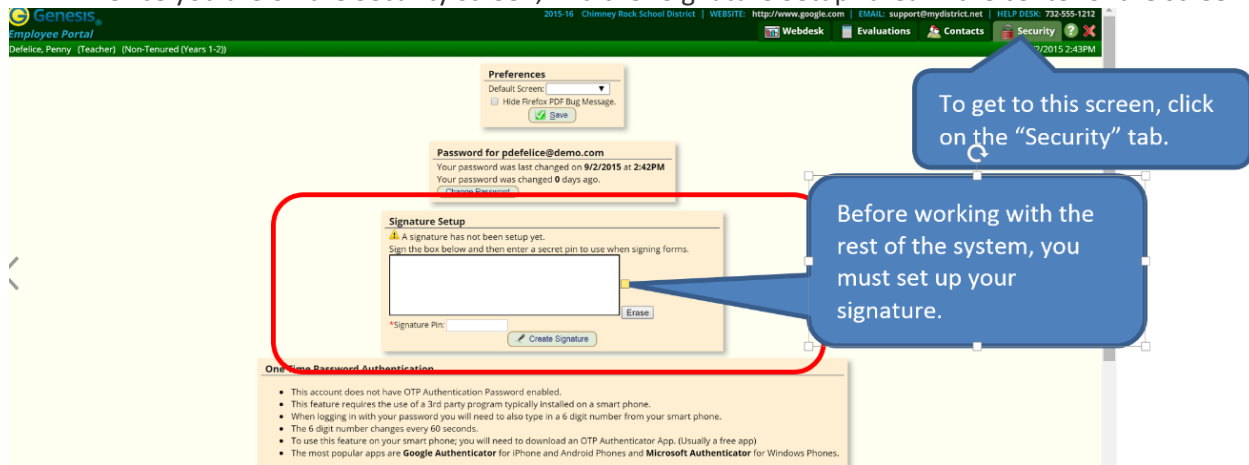 Genesis
2015-16 Chimney Rock School District | WEBSITE: http://www.google.com | EMAIL: support@mydistrict.net | HELP DESK: 732-555-1212
Employee Portal
Webdesk Evaluations Contacts Security
Defelice, Penny (Teacher) (Non-Tenured (Years 1-2))
/2015 2:43PM
Preferences
Default Screen:
Hide Firefox PDF Bug Message.
Save
To get to this screen, click
on the “Security” tab.
Password for pdefelice@demo.com
Your password was last changed on 9/2/2015 at 2:42PM
Your password was changed 0 days ago.
Change Password
Signature Setup
A signature has not been setup yet.
Sign the box below and then enter a secret pin to use when signing forms.
Erase
*Signature Pin:
Create Signature
Before working with the
rest of the system, you
must set up your
signature.
One Time Password Authentication
• This account does not have OTP Authentication Password enabled.
• This feature requires the use of a 3rd party program typically installed on a smart phone.
• When logging in with your password you will need to also type in a 6 digit number from your smart phone.
• The 6 digit number changes every 60 seconds.
• To use this feature on your smart phone; you will need to download an OTP Authenticator App. (Usually a free app)
• The most popular apps are Google Authenticator for iPhone and Android Phones and Microsoft Authenticator for Windows Phones.